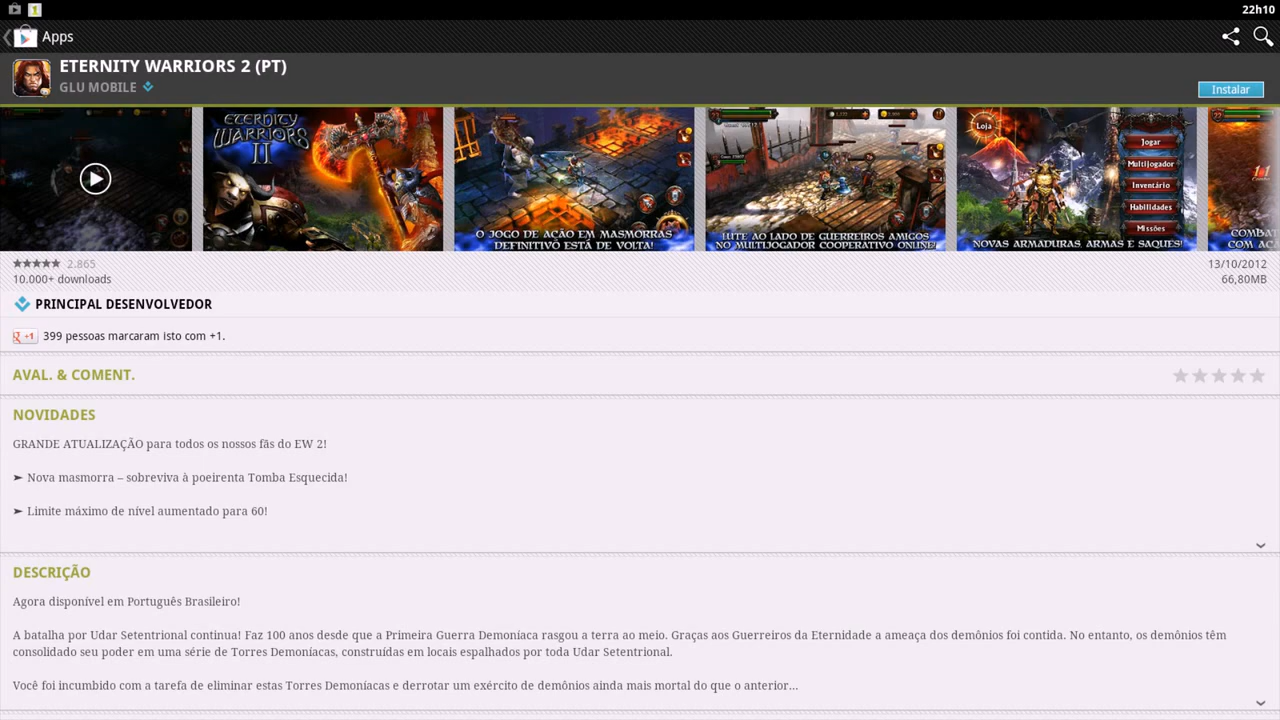 22h10
Apps
ETERNITY WARRIORS 2 (PT)
GLU MOBILE
Instalar
ETERNITY
WARRIORS
II
O JOGO DE AÇÃO EM MASMORRAS
DEFINITIVO ESTÁ DE VOLTA!
LUTE AO LADO DE GUERREIROS AMIGOS
NO MULTIJOGADOR COOPERATIVO ONLINE!
Loja
Jogar
Multijogador
Inventário
Habilidades
Missões
NOVAS ARMADURAS, ARMAS E SAQUES!
2.865
13/10/2012
10.000+ downloads
66,80MB
PRINCIPAL DESENVOLVEDOR
+1
399 pessoas marcaram isto com +1.
AVAL. & COMENT.
NOVIDADES
GRANDE ATUALIZAÇÃO para todos os nossos fãs do EW 2!
➤ Nova masmorra – sobreviva à poeirenta Tomba Esquecida!
➤ Limite máximo de nível aumentado para 60!
DESCRIÇÃO
Agora disponível em Português Brasileiro!
A batalha por Udar Setentrional continua! Faz 100 anos desde que a Primeira Guerra Demoníaca rasgou a terra ao meio. Graças aos Guerreiros da Eternidade a ameaça dos demônios foi contida. No entanto, os demônios têm
consolidado seu poder em uma série de Torres Demoníacas, construídas em locais espalhados por toda Udar Setentrional.
Você foi incumbido com a tarefa de eliminar estas Torres Demoníacas e derrotar um exército de demônios ainda mais mortal do que o anterior...